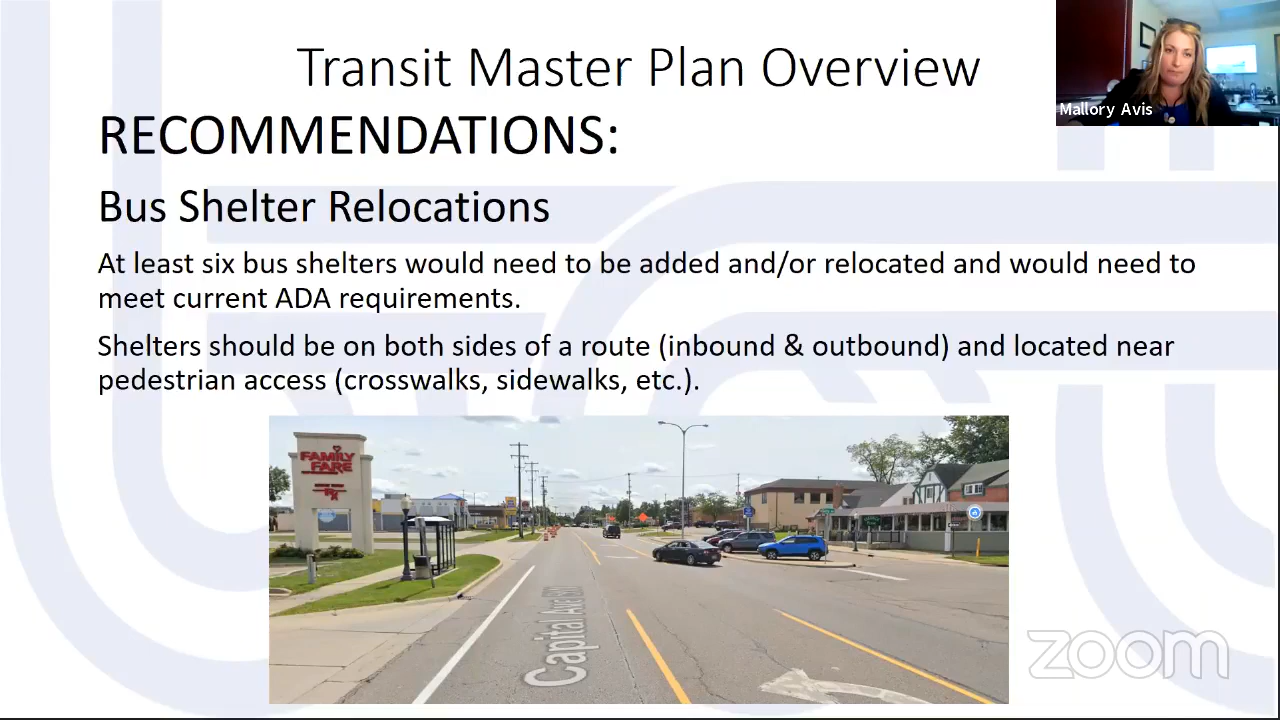 Transit Master Plan Overview
Mallory Avis
RECOMMENDATIONS:
Bus Shelter Relocations
At least six bus shelters would need to be added and/or relocated and would need to
meet current ADA requirements.
Shelters should be on both sides of a route (inbound & outbound) and located near
pedestrian access (crosswalks, sidewalks, etc.).
FAMILY
FARE
Rx
zoom